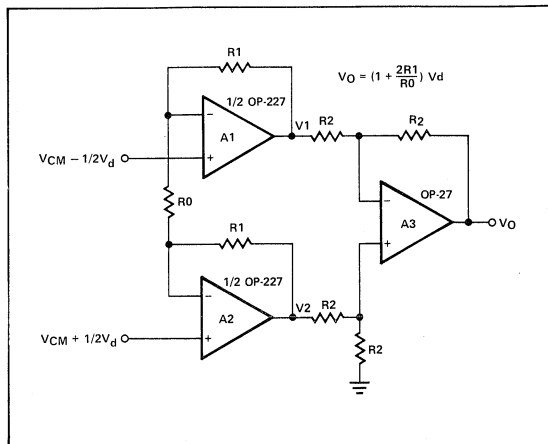 R1
VO = (1 + 2R1/R0) Vd
1/2 OP-227
V1
R2
R2
−
A1
+
VCM − 1/2Vd
OP-27
R0
−
A3
+
VO
R1
1/2 OP-227
−
A2
+
V2
R2
R2
VCM + 1/2Vd